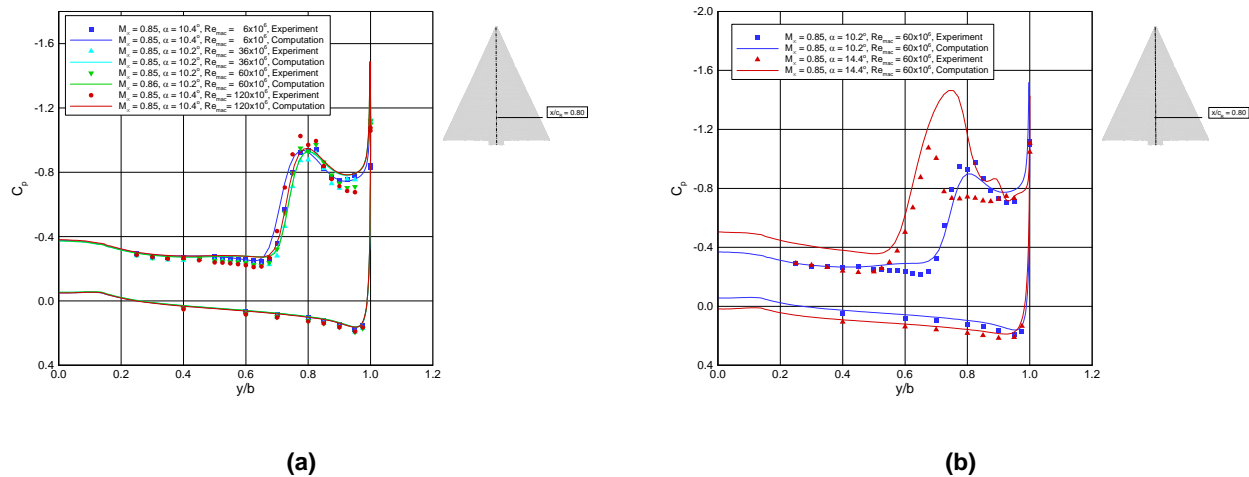 M∞ = 0.85, α = 10.4°, Remac = 6x10⁶, Experiment
M∞ = 0.85, α = 10.4°, Remac = 6x10⁶, Computation
M∞ = 0.85, α = 10.2°, Remac = 36x10⁶, Experiment
M∞ = 0.85, α = 10.2°, Remac = 36x10⁶, Computation
M∞ = 0.85, α = 10.2°, Remac = 60x10⁶, Experiment
M∞ = 0.86, α = 10.2°, Remac = 60x10⁶, Computation
M∞ = 0.85, α = 10.4°, Remac = 120x10⁶, Experiment
M∞ = 0.85, α = 10.4°, Remac = 120x10⁶, Computation
-1.6
-1.2
-0.8
-0.4
0.0
0.4
Cp
0.0 0.2 0.4 0.6 0.8 1.0 1.2
y/b
x/cR = 0.80
(a)
M∞ = 0.85, α = 10.2°, Remac = 60x10⁶, Experiment
M∞ = 0.85, α = 10.2°, Remac = 60x10⁶, Computation
M∞ = 0.85, α = 14.4°, Remac = 60x10⁶, Experiment
M∞ = 0.85, α = 14.4°, Remac = 60x10⁶, Computation
-2.0
-1.6
-1.2
-0.8
-0.4
0.0
0.4
Cp
0.0 0.2 0.4 0.6 0.8 1.0 1.2
y/b
x/cR = 0.80
(b)